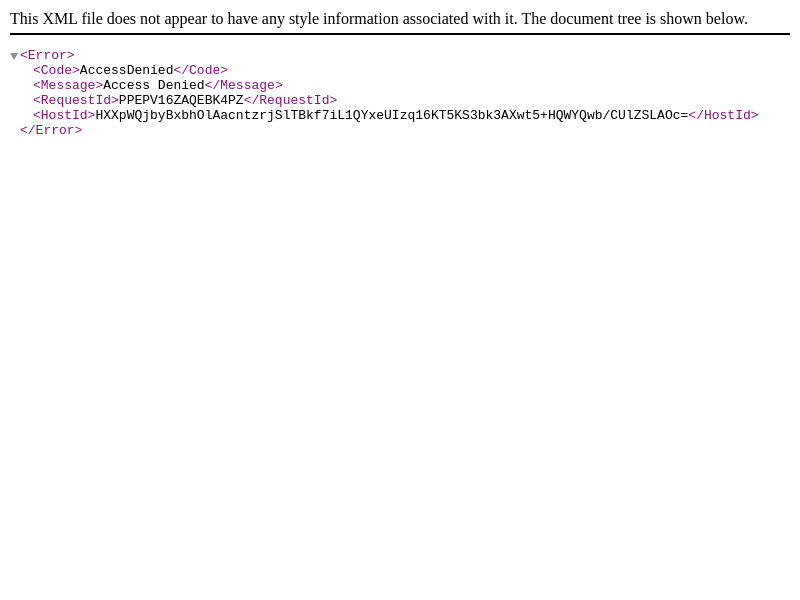 This XML file does not appear to have any style information associated with it. The document tree is shown below.
<Error>
<Code>AccessDenied</Code>
<Message>Access Denied</Message>
<RequestId>PPEPV16ZAQEBK4PZ</RequestId>
<HostId>HXXpWQjbyBxbhOlAacntzrjSlTBkf7iL1QYxeUIzq16KT5KS3bk3AXwt5+HQWYQwb/CUlZSLAOc=</HostId>
</Error>